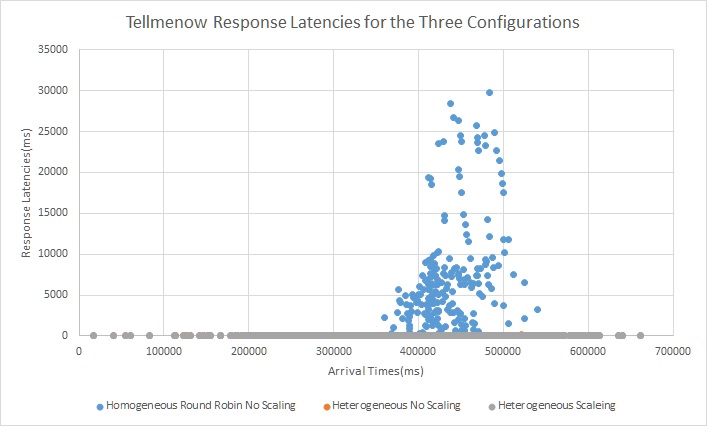 Tellmenow Response Latencies for the Three Configurations
35000
30000
25000
20000
15000
10000
5000
0
Response Latencies(ms)
0 100000 200000 300000 400000 500000 600000 700000
Arrival Times(ms)
Homogeneous Round Robin No Scaling Heterogeneous No Scaling Heterogeneous Scaleing